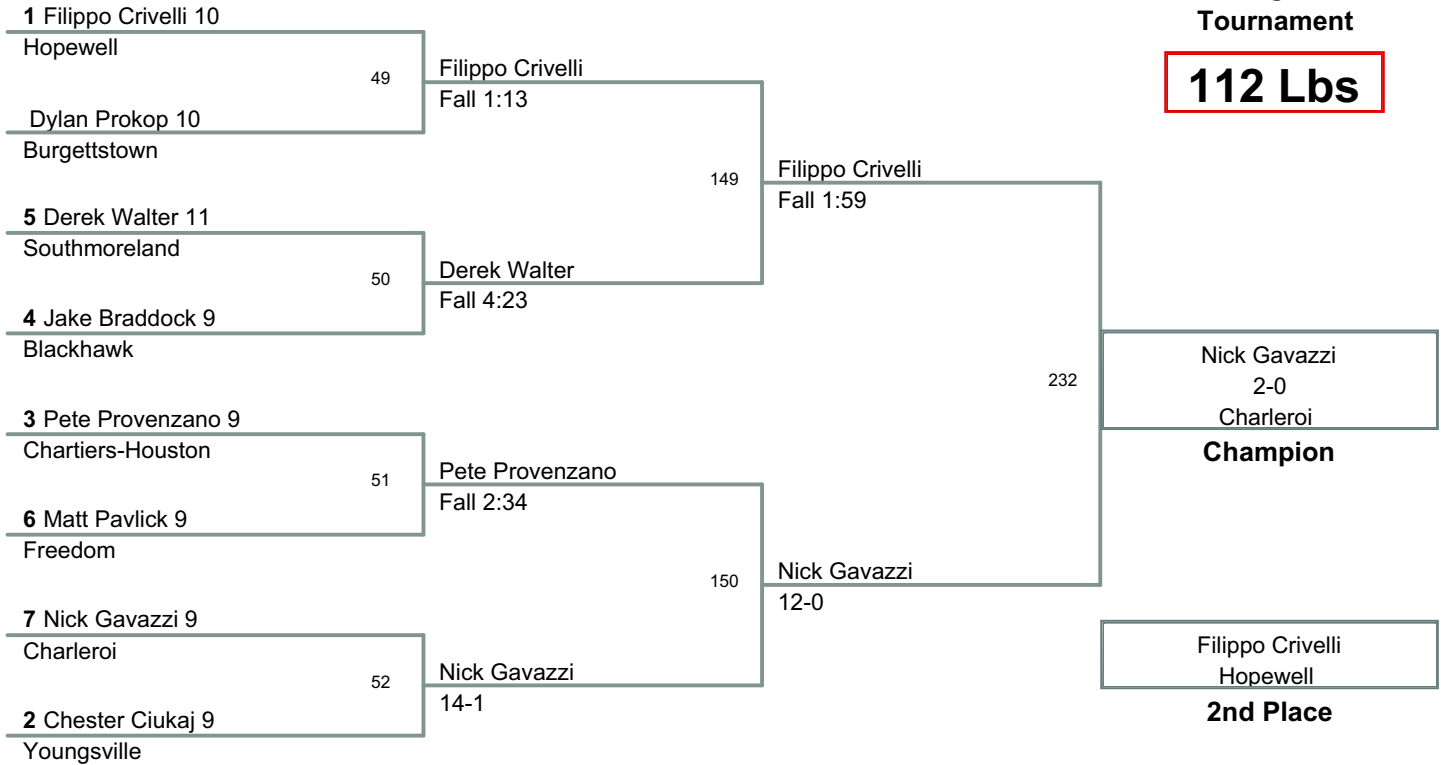 Tournament
112 Lbs
1 Filippo Crivelli 10
Hopewell
49
Dylan Prokop 10
Burgettstown
Filippo Crivelli
Fall 1:13
5 Derek Walter 11
Southmoreland
50
4 Jake Braddock 9
Blackhawk
Derek Walter
Fall 4:23
149
Filippo Crivelli
Fall 1:59
3 Pete Provenzano 9
Chartiers-Houston
51
6 Matt Pavlick 9
Freedom
Pete Provenzano
Fall 2:34
7 Nick Gavazzi 9
Charleroi
52
2 Chester Ciukaj 9
Youngsville
Nick Gavazzi
14-1
150
Nick Gavazzi
12-0
232
Nick Gavazzi
2-0
Charleroi
Champion
Filippo Crivelli
Hopewell
2nd Place